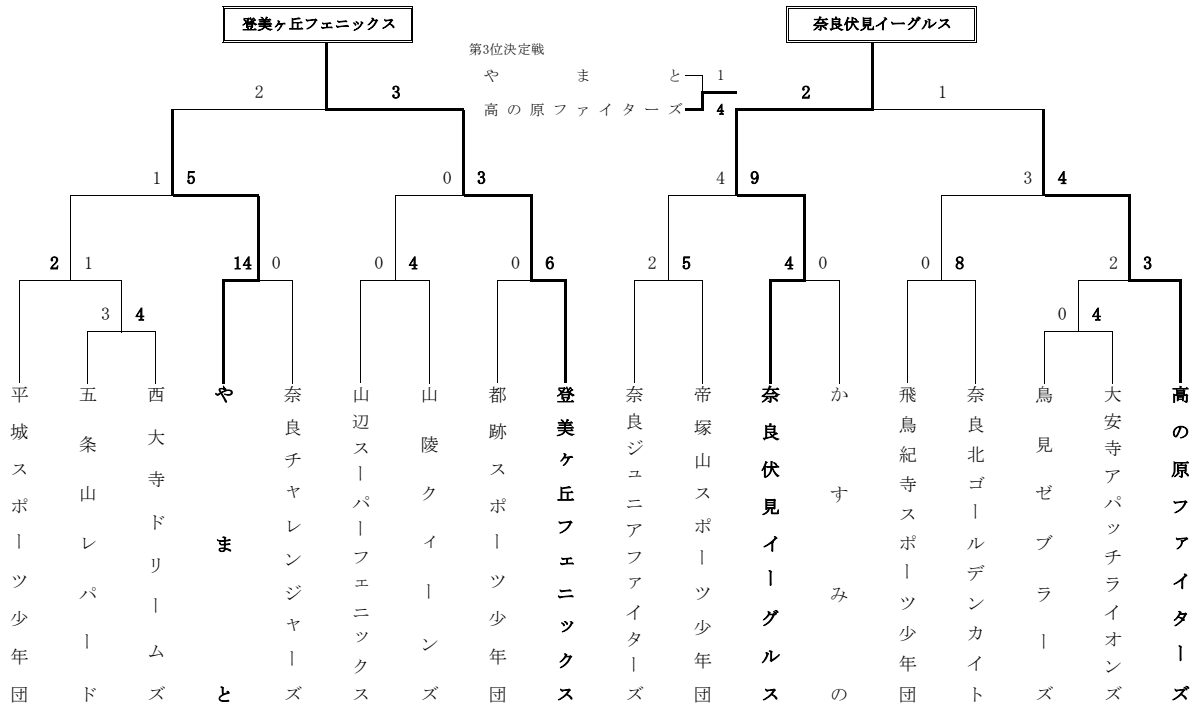 登美ヶ丘フェニックス
奈良伏見イーグルス
第3位決定戦
やまと 1
高の原ファイターズ 4
2 3
2 1
1 5
0 3
4 9
3 4
2 1
14 0
0 4
0 6
2 5
4 0
0 8
2 3
3 4
0 4
平城スポーツ少年団
五条山レパード
西大寺ドリームズ
やまと
奈良チャレンジャーズ
山辺スーパーフェニックス
山陵クィーンズ
都跡スポーツ少年団
登美ヶ丘フェニックス
奈良ジュニアファイターズ
帝塚山スポーツ少年団
奈良伏見イーグルス
かすみの
飛鳥紀寺スポーツ少年団
奈良北ゴールデンカイト
鳥見ゼブラーズ
大安寺アパッチライオンズ
高の原ファイターズ